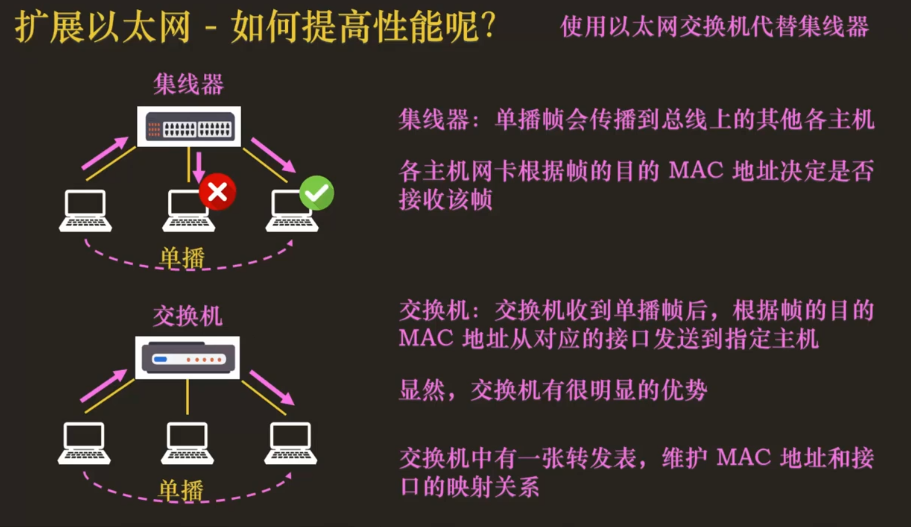 扩展以太网 - 如何提高性能呢？
使用以太网交换机代替集线器
集线器
集线器：单播帧会传播到总线上的其他各主机
各主机网卡根据帧的目的 MAC 地址决定是否
接收该帧
单播
交换机
交换机：交换机收到单播帧后，根据帧的目的
MAC 地址从对应的接口发送到指定主机
显然，交换机有很明显的优势
交换机中有一张转发表，维护 MAC 地址和接
口的映射关系
单播